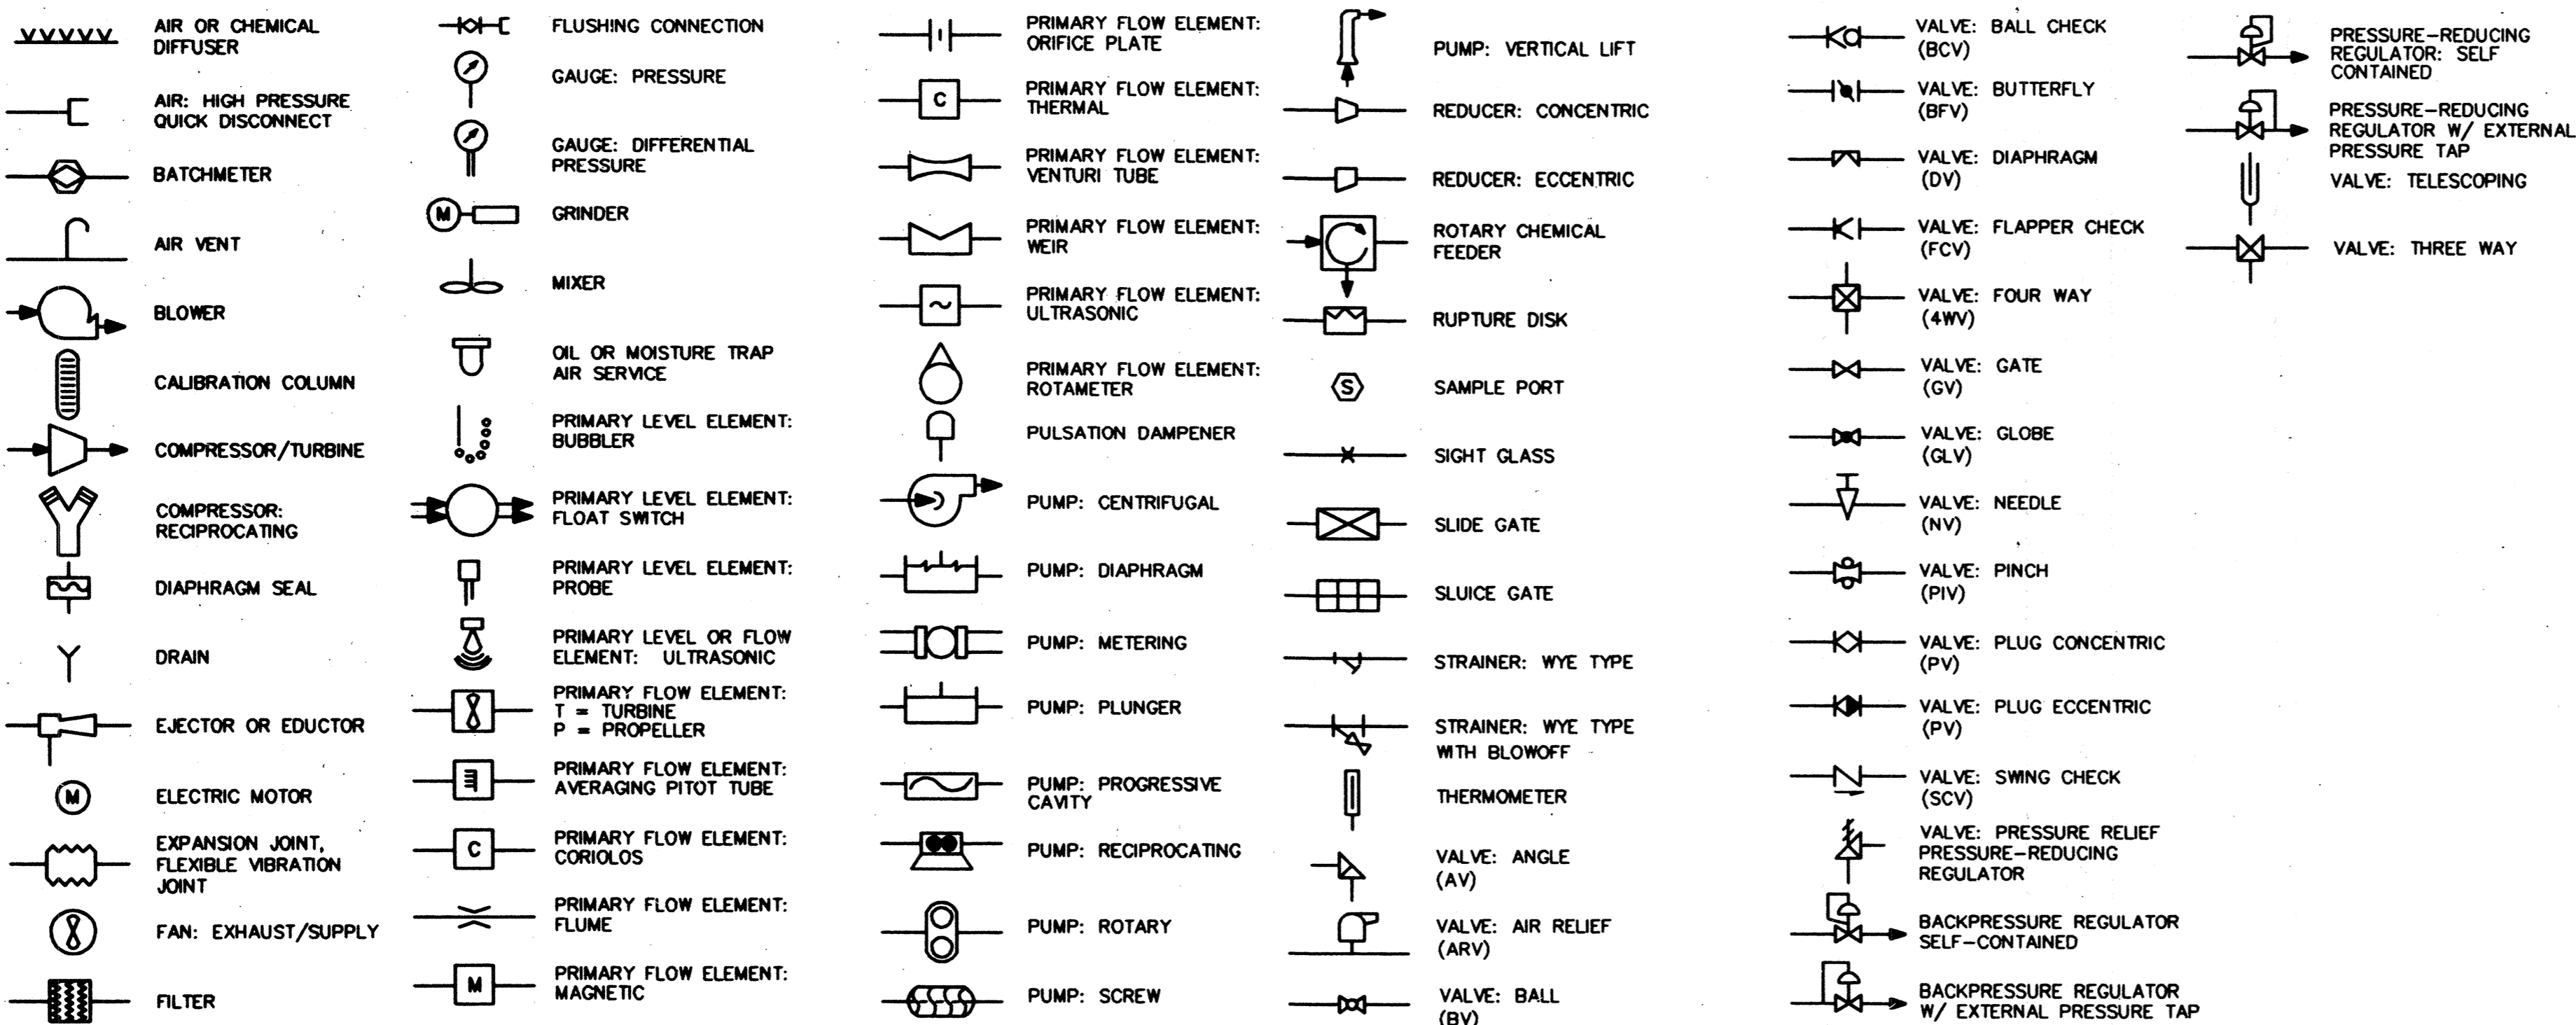 AIR OR CHEMICAL
DIFFUSER
AIR: HIGH PRESSURE
QUICK DISCONNECT
BATCHMETER
AIR VENT
BLOWER
CALIBRATION COLUMN
COMPRESSOR/TURBINE
COMPRESSOR:
RECIPROCATING
DIAPHRAGM SEAL
DRAIN
EJECTOR OR EDUCTOR
M
ELECTRIC MOTOR
EXPANSION JOINT,
FLEXIBLE VIBRATION
JOINT
FAN: EXHAUST/SUPPLY
FILTER
FLUSHING CONNECTION
GAUGE: PRESSURE
GAUGE: DIFFERENTIAL
PRESSURE
M
GRINDER
MIXER
OIL OR MOISTURE TRAP
AIR SERVICE
PRIMARY LEVEL ELEMENT:
BUBBLER
PRIMARY LEVEL ELEMENT:
FLOAT SWITCH
PRIMARY LEVEL ELEMENT:
PROBE
PRIMARY LEVEL OR FLOW
ELEMENT: ULTRASONIC
PRIMARY FLOW ELEMENT:
T = TURBINE
P = PROPELLER
PRIMARY FLOW ELEMENT:
AVERAGING PITOT TUBE
C
PRIMARY FLOW ELEMENT:
CORIOLOS
PRIMARY FLOW ELEMENT:
FLUME
M
PRIMARY FLOW ELEMENT:
MAGNETIC
PRIMARY FLOW ELEMENT:
ORIFICE PLATE
C
PRIMARY FLOW ELEMENT:
THERMAL
PRIMARY FLOW ELEMENT:
VENTURI TUBE
PRIMARY FLOW ELEMENT:
WEIR
~
PRIMARY FLOW ELEMENT:
ULTRASONIC
PRIMARY FLOW ELEMENT:
ROTAMETER
PULSATION DAMPENER
PUMP: CENTRIFUGAL
PUMP: DIAPHRAGM
PUMP: METERING
PUMP: PLUNGER
PUMP: PROGRESSIVE
CAVITY
PUMP: RECIPROCATING
PUMP: ROTARY
PUMP: SCREW
PUMP: VERTICAL LIFT
REDUCER: CONCENTRIC
REDUCER: ECCENTRIC
ROTARY CHEMICAL
FEEDER
RUPTURE DISK
S
SAMPLE PORT
SIGHT GLASS
SLIDE GATE
SLUICE GATE
STRAINER: WYE TYPE
STRAINER: WYE TYPE
WITH BLOWOFF
THERMOMETER
VALVE: ANGLE
(AV)
VALVE: AIR RELIEF
(ARV)
VALVE: BALL
(BV)
VALVE: BALL CHECK
(BCV)
VALVE: BUTTERFLY
(BFV)
VALVE: DIAPHRAGM
(DV)
VALVE: FLAPPER CHECK
(FCV)
VALVE: FOUR WAY
(4WV)
VALVE: GATE
(GV)
VALVE: GLOBE
(GLV)
VALVE: NEEDLE
(NV)
VALVE: PINCH
(PIV)
VALVE: PLUG CONCENTRIC
(PV)
VALVE: PLUG ECCENTRIC
(PV)
VALVE: SWING CHECK
(SCV)
VALVE: PRESSURE RELIEF
PRESSURE-REDUCING
REGULATOR
BACKPRESSURE REGULATOR
SELF-CONTAINED
BACKPRESSURE REGULATOR
W/ EXTERNAL PRESSURE TAP
PRESSURE-REDUCING
REGULATOR: SELF
CONTAINED
PRESSURE-REDUCING
REGULATOR W/ EXTERNAL
PRESSURE TAP
VALVE: TELESCOPING
VALVE: THREE WAY